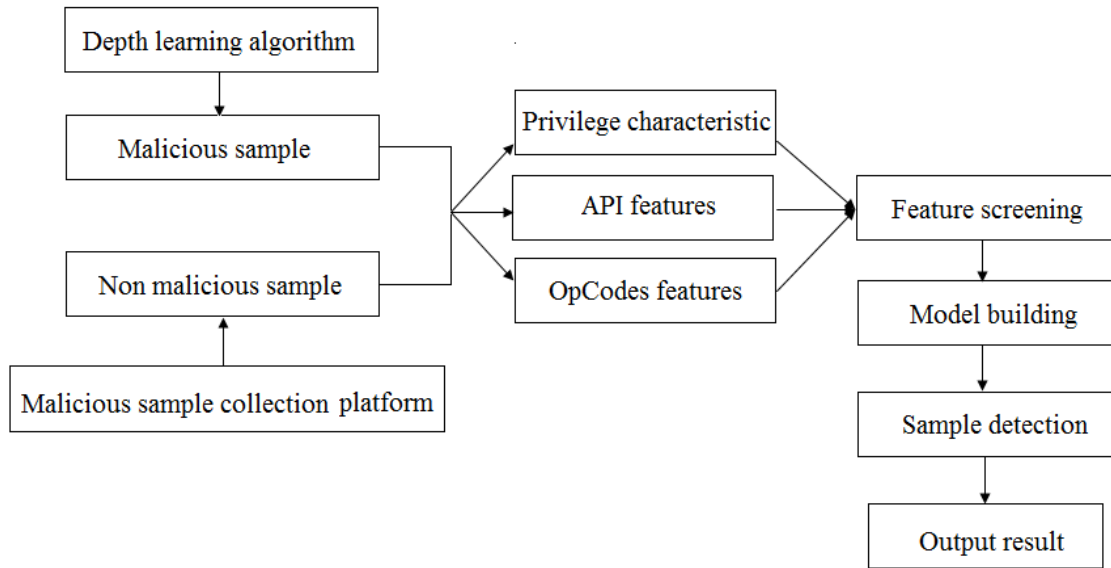 Depth learning algorithm
Malicious sample
Non malicious sample
Malicious sample collection platform
Privilege characteristic
API features
OpCodes features
Feature screening
Model building
Sample detection
Output result